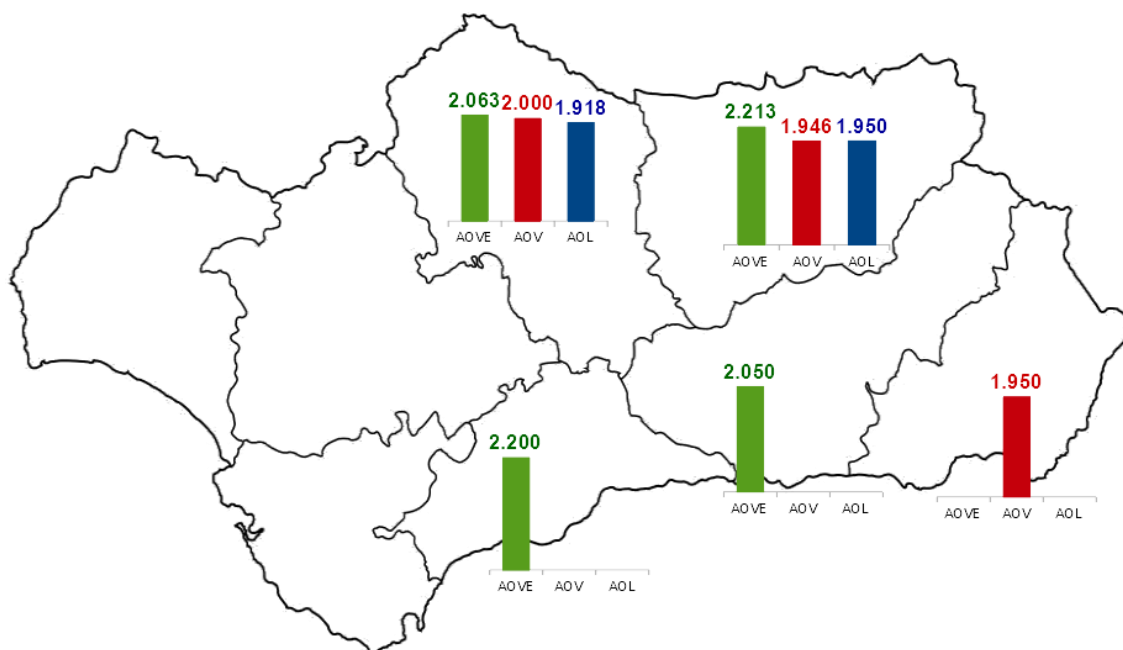 2.063 2.000 1.918
AOVE AOV AOL
2.213 1.946 1.950
AOVE AOV AOL
2.050
AOVE AOV AOL
1.950
AOVE AOV AOL
2.200
AOVE AOV AOL